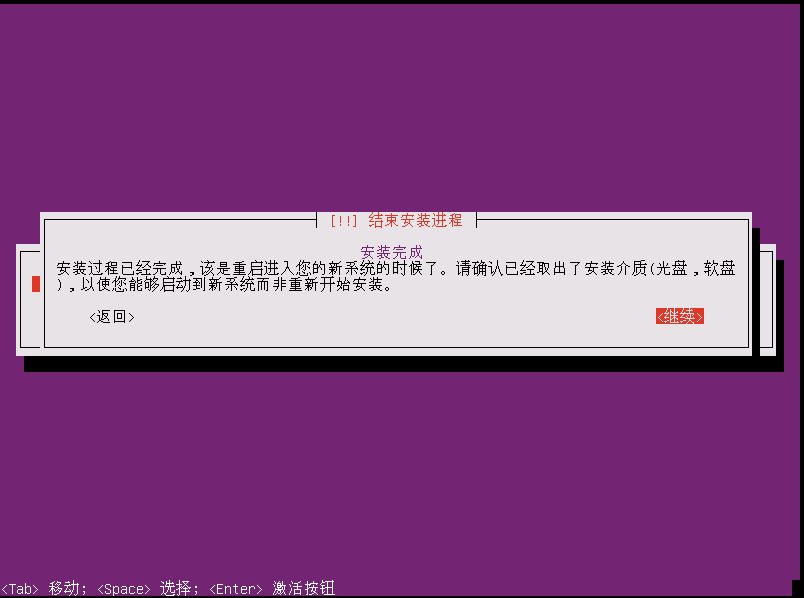 [!!] 结束安装进程
安装完成
安装过程已经完成,该是重启进入您的新系统的时候了。请确认已经取出了安装介质(光盘,软盘
),以使您能够启动到新系统而非重新开始安装。
<返回> <继续>
<Tab> 移动; <Space> 选择; <Enter> 激活按钮